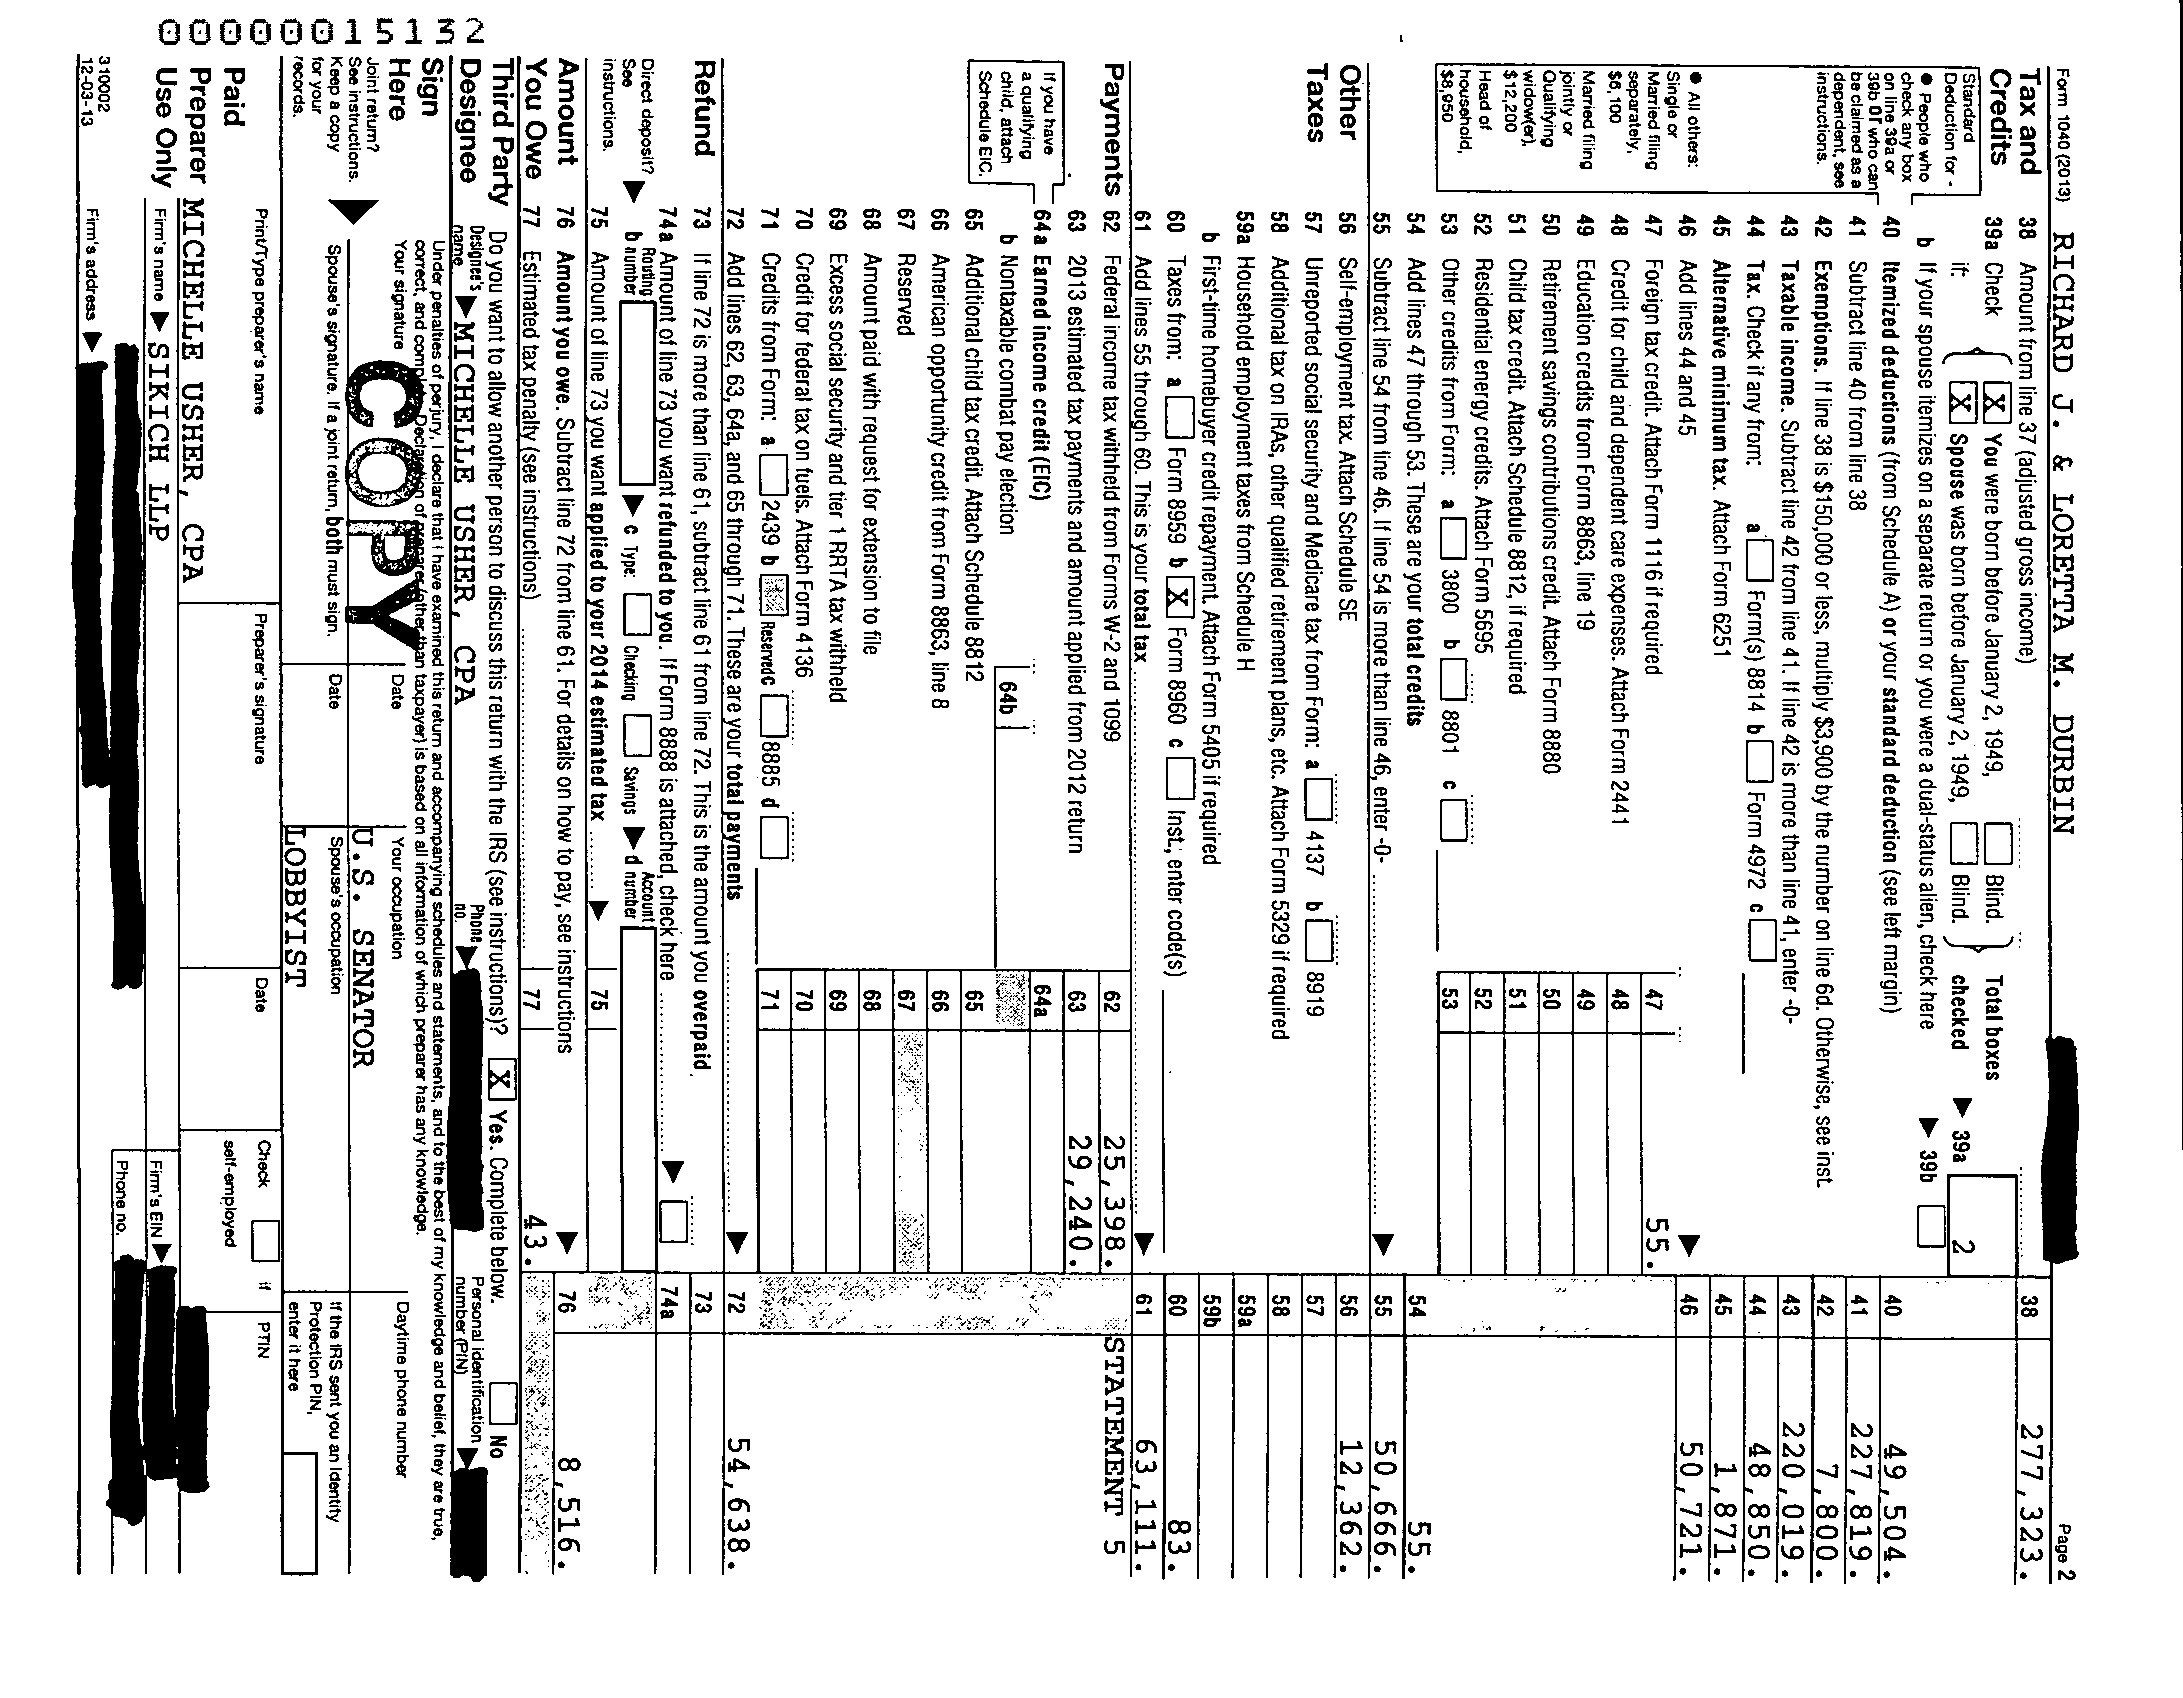 Form 1040 (2013) RICHARD J. & LORETTA M. DURBIN Page 2
Tax and Credits
38 Amount from line 37 (adjusted gross income) 38 277,323.
39a Check if: { [X] You were born before January 2, 1949, [ ] Blind. } Total boxes
[X] Spouse was born before January 2, 1949, [ ] Blind. checked ▶ 39a 2
b If your spouse itemizes on a separate return or you were a dual-status alien, check here ▶ 39b [ ]
Standard Deduction for -
● People who check any box on line 39a or 39b or who can be claimed as a dependent, see instructions.
40 Itemized deductions (from Schedule A) or your standard deduction (see left margin) 40 49,504.
41 Subtract line 40 from line 38 41 227,819.
42 Exemptions. If line 38 is $150,000 or less, multiply $3,900 by the number on line 6d. Otherwise, see inst. 42 7,800.
43 Taxable income. Subtract line 42 from line 41. If line 42 is more than line 41, enter -0- 43 220,019.
44 Tax. Check if any from: a [ ] Form(s) 8814 b [ ] Form 4972 c [ ] 44 48,850.
45 Alternative minimum tax. Attach Form 6251 45 1,871.
46 Add lines 44 and 45 ▶ 46 50,721.
● All others:
Single or Married filing separately, $6,100
Married filing jointly or Qualifying widow(er), $12,200
Head of household, $8,950
47 Foreign tax credit. Attach Form 1116 if required 47 55.
48 Credit for child and dependent care expenses. Attach Form 2441 48
49 Education credits from Form 8863, line 19 49
50 Retirement savings contributions credit. Attach Form 8880 50
51 Child tax credit. Attach Schedule 8812, if required 51
52 Residential energy credits. Attach Form 5695 52
53 Other credits from Form: a [ ] 3800 b [ ] 8801 c [ ] 53
54 Add lines 47 through 53. These are your total credits 54 55.
55 Subtract line 54 from line 46. If line 54 is more than line 46, enter -0- ▶ 55 50,666.
Other Taxes
56 Self-employment tax. Attach Schedule SE 56 12,362.
57 Unreported social security and Medicare tax from Form: a [ ] 4137 b [ ] 8919 57
58 Additional tax on IRAs, other qualified retirement plans, etc. Attach Form 5329 if required 58
59a Household employment taxes from Schedule H 59a
b First-time homebuyer credit repayment. Attach Form 5405 if required 59b
60 Taxes from: a [ ] Form 8959 b [X] Form 8960 c [ ] Inst., enter code(s) 60 83.
61 Add lines 55 through 60. This is your total tax ▶ 61 63,111.
Payments
62 Federal income tax withheld from Forms W-2 and 1099 62 25,398. STATEMENT 5
63 2013 estimated tax payments and amount applied from 2012 return 63 29,240.
If you have a qualifying child, attach Schedule EIC.
64a Earned income credit (EIC) 64a
b Nontaxable combat pay election 64b
65 Additional child tax credit. Attach Schedule 8812 65
66 American opportunity credit from Form 8863, line 8 66
67 Reserved 67
68 Amount paid with request for extension to file 68
69 Excess social security and tier 1 RRTA tax withheld 69
70 Credit for federal tax on fuels. Attach Form 4136 70
71 Credits from Form: a [ ] 2439 b Reserved c [ ] 8885 d [ ] 71
72 Add lines 62, 63, 64a, and 65 through 71. These are your total payments ▶ 72 54,638.
Refund
73 If line 72 is more than line 61, subtract line 61 from line 72. This is the amount you overpaid 73
74a Amount of line 73 you want refunded to you. If Form 8888 is attached, check here ▶ [ ] 74a
Direct deposit? See instructions.
▶ b Routing number ▶ c Type: [ ] Checking [ ] Savings ▶ d Account number
75 Amount of line 73 you want applied to your 2014 estimated tax ▶ 75
Amount You Owe
76 Amount you owe. Subtract line 72 from line 61. For details on how to pay, see instructions ▶ 76 8,516.
77 Estimated tax penalty (see instructions) 77 43.
Third Party Designee
Do you want to allow another person to discuss this return with the IRS (see instructions)? [X] Yes. Complete below. [ ] No
Designee's name ▶ MICHELLE USHER, CPA Phone no. ▶ Personal identification number (PIN) ▶
Sign Here
Under penalties of perjury, I declare that I have examined this return and accompanying schedules and statements, and to the best of my knowledge and belief, they are true,
correct, and complete. Declaration of preparer (other than taxpayer) is based on all information of which preparer has any knowledge.
Joint return? See instructions. Keep a copy for your records.
Your signature Date Your occupation Daytime phone number
COPY
U.S. SENATOR
Spouse's signature. If a joint return, both must sign. Date Spouse's occupation If the IRS sent you an Identity Protection PIN, enter it here
LOBBYIST
Paid Preparer Use Only
Print/Type preparer's name Preparer's signature Date Check [ ] if self-employed PTIN
MICHELLE USHER, CPA
Firm's name ▶ SIKICH LLP Firm's EIN ▶
Phone no.
Firm's address ▶
310002
12-03-13
0000015132